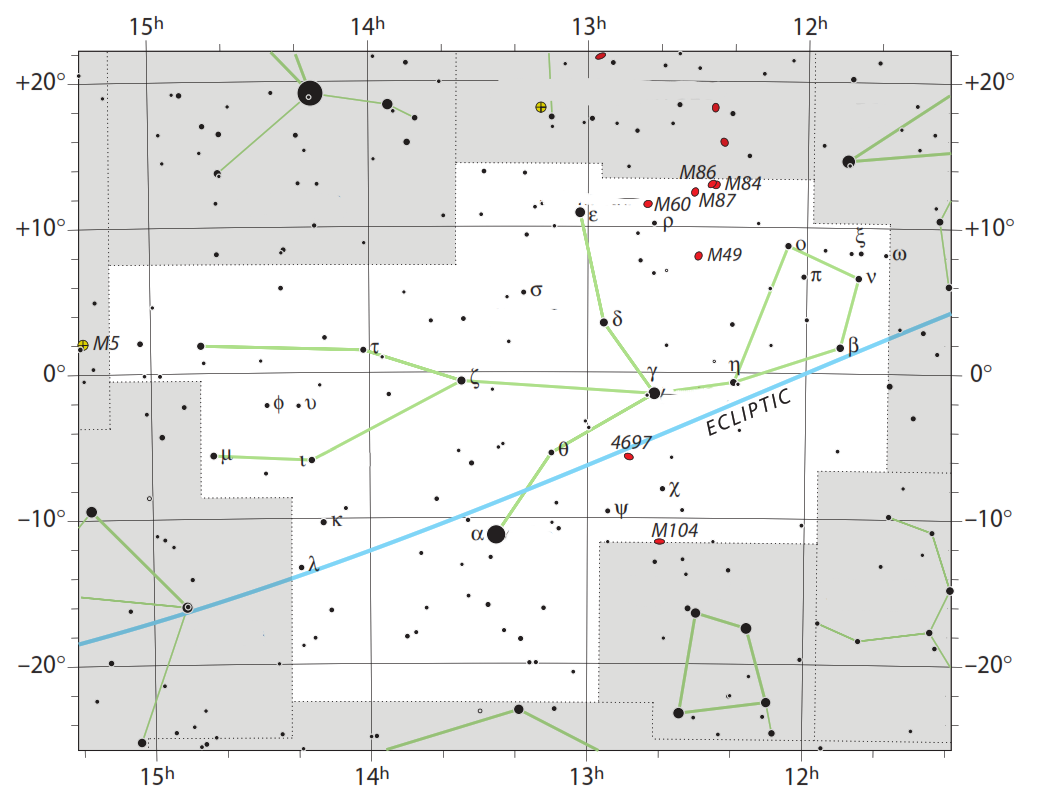 15h 14h 13h 12h
+20° +20°
M86
M84
M87
M60
ε ρ
+10° +10°
ο ξ
M49 ω
π ν
σ
δ
M5 τ β
0° ζ γ η 0°
ϕ υ ECLIPTIC
μ ι θ 4697
χ
ψ
−10° κ −10°
α M104
λ
−20° −20°
15h 14h 13h 12h